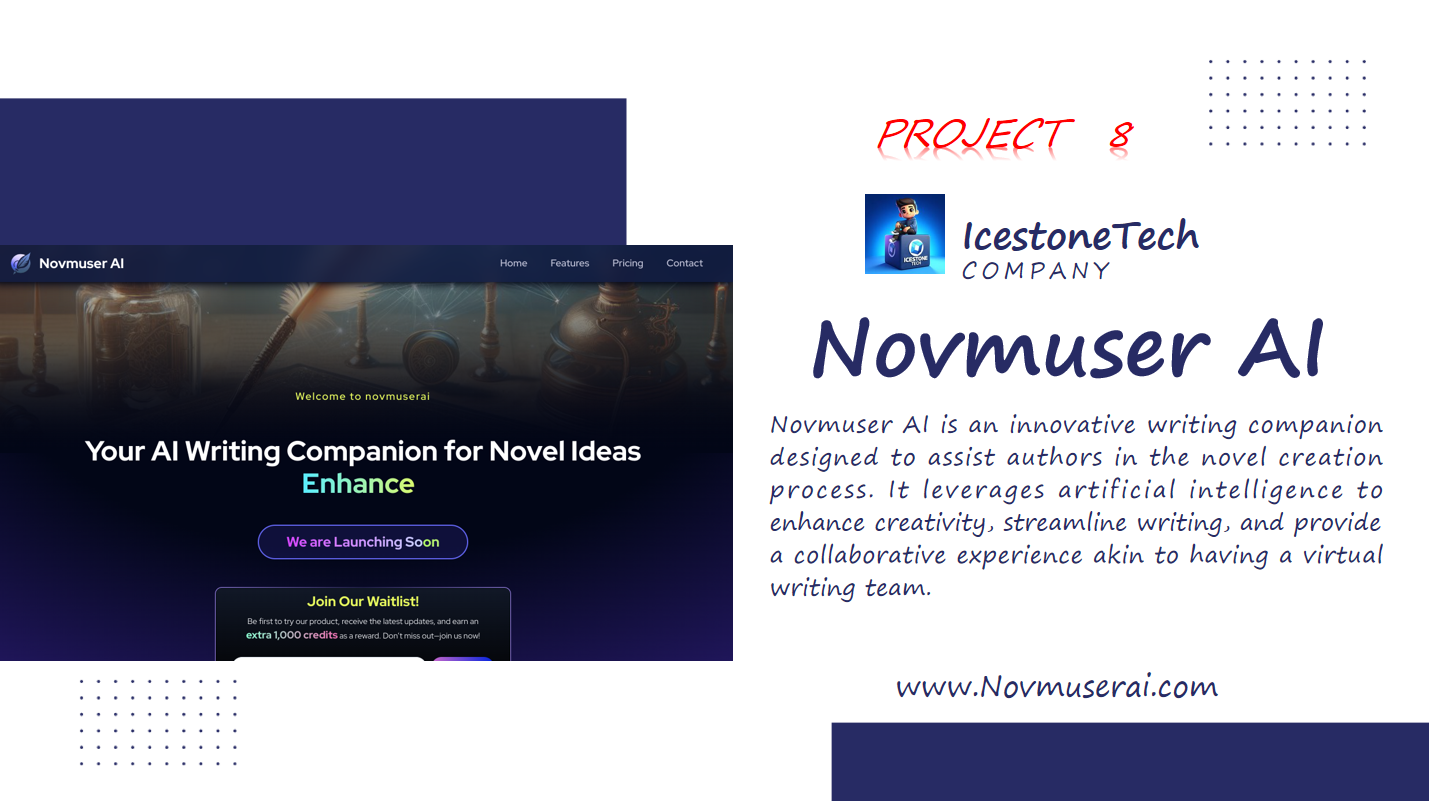 PROJECT 8
ICESTONE
TECH
IcestoneTech
COMPANY
Novmuser AI
Novmuser AI is an innovative writing companion
designed to assist authors in the novel creation
process. It leverages artificial intelligence to
enhance creativity, streamline writing, and provide
a collaborative experience akin to having a virtual
writing team.
www.Novmuserai.com
Novmuser AI
Home Features Pricing Contact
Welcome to novmuserai
Your AI Writing Companion for Novel Ideas
Enhance
We are Launching Soon
Join Our Waitlist!
Be first to try our product, receive the latest updates, and earn an
extra 1,000 credits as a reward. Don't miss out—join us now!